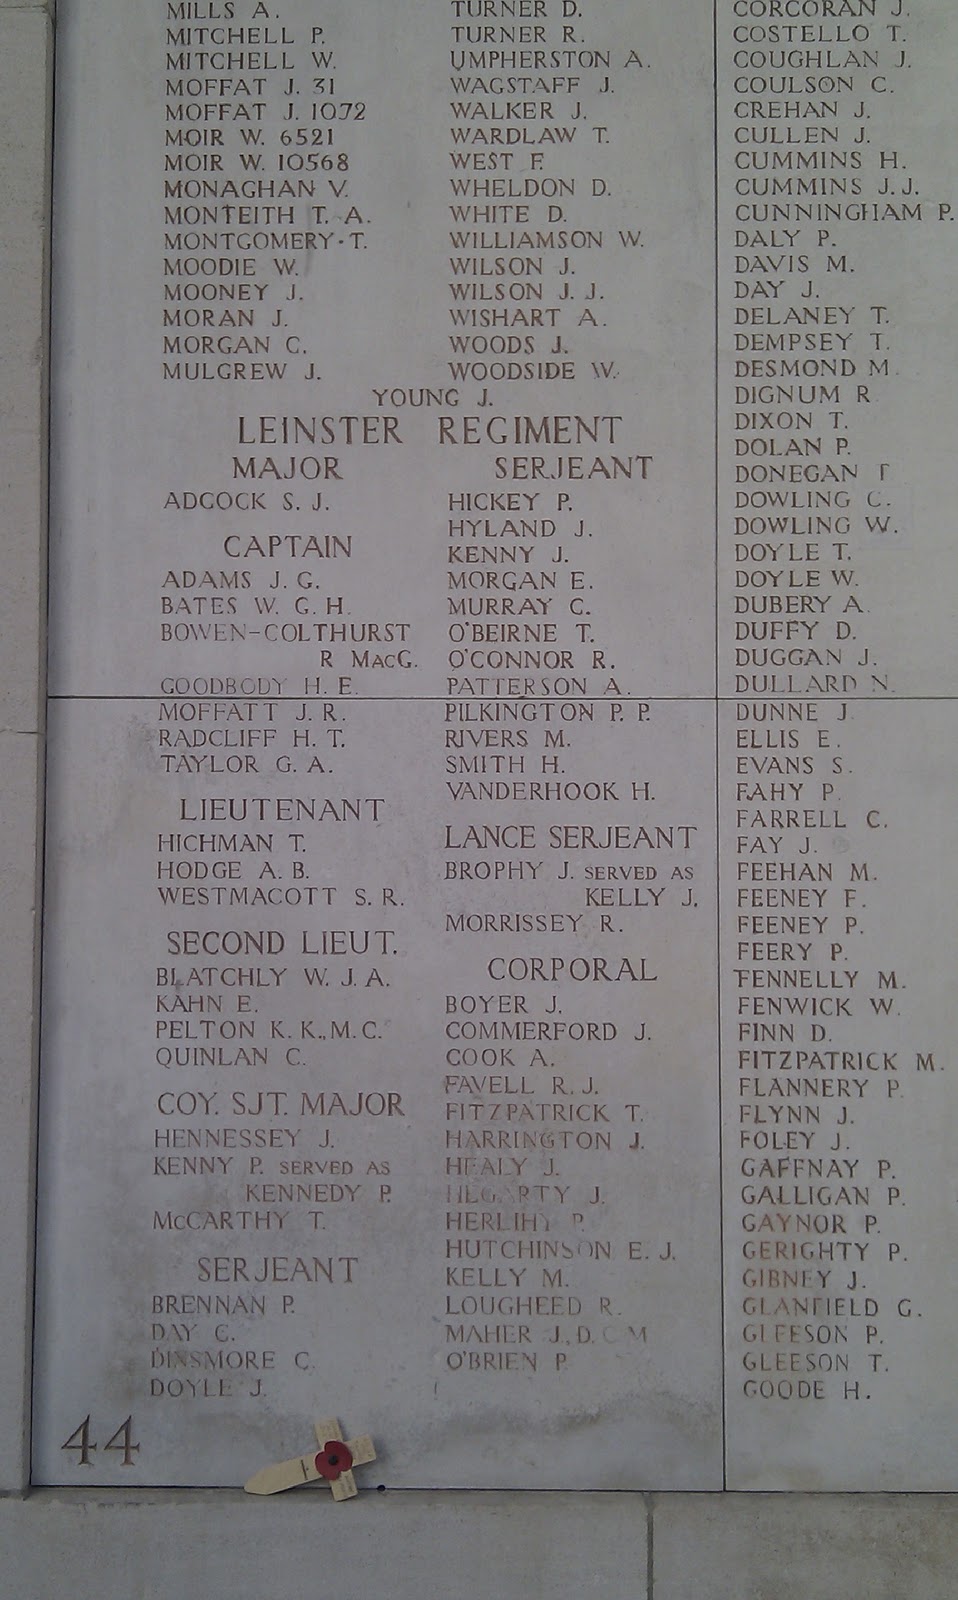 MILLS A.
MITCHELL P.
MITCHELL W.
MOFFAT J. 31
MOFFAT J. 1072
MOIR W. 6521
MOIR W. 10568
MONAGHAN V.
MONTEITH T. A.
MONTGOMERY T.
MOODIE W.
MOONEY J.
MORAN J.
MORGAN C.
MULGREW J.
TURNER D.
TURNER R.
UMPHERSTON A.
WAGSTAFF J.
WALKER J.
WARDLAW T.
WEST F.
WHELDON D.
WHITE D.
WILLIAMSON W.
WILSON J.
WILSON J. J.
WISHART A.
WOODS J.
WOODSIDE W.
YOUNG J.
LEINSTER REGIMENT
MAJOR
ADCOCK S. J.
CAPTAIN
ADAMS J. G.
BATES W. G. H.
BOWEN-COLTHURST
R MACG.
GOODBODY H. E.
MOFFATT J. R.
RADCLIFF H. T.
TAYLOR G. A.
LIEUTENANT
HICHMAN T.
HODGE A. B.
WESTMACOTT S. R.
SECOND LIEUT.
BLATCHLY W. J. A.
KAHN E.
PELTON K. K., M.C.
QUINLAN C.
COY. SJT. MAJOR
HENNESSEY J.
KENNY P. SERVED AS
KENNEDY P.
McCARTHY T.
SERJEANT
BRENNAN P.
DAY C.
DINSMORE C.
DOYLE J.
SERJEANT
HICKEY P.
HYLAND J.
KENNY J.
MORGAN E.
MURRAY C.
O'BEIRNE T.
O'CONNOR R.
PATTERSON A.
PILKINGTON P. P.
RIVERS M.
SMITH H.
VANDERHOOK H.
LANCE SERJEANT
BROPHY J. SERVED AS
KELLY J.
MORRISSEY R.
CORPORAL
BOYER J.
COMMERFORD J.
COOK A.
FAVELL R. J.
FITZPATRICK T.
HARRINGTON J.
HEALY J.
HEGARTY J.
HERLIHY P.
HUTCHINSON E. J.
KELLY M.
LOUGHEED R.
MAHER J., D.C.M
O'BRIEN P
CORCORAN J.
COSTELLO T.
COUGHLAN J.
COULSON C.
CREHAN J.
CULLEN J.
CUMMINS H.
CUMMINS J. J.
CUNNINGHAM P.
DALY P.
DAVIS M.
DAY J.
DELANEY T.
DEMPSEY T.
DESMOND M.
DIGNUM R
DIXON T.
DOLAN P.
DONEGAN
DOWLING C.
DOWLING W.
DOYLE T.
DOYLE W.
DUBERY A.
DUFFY D.
DUGGAN J.
DULLARD N.
DUNNE J.
ELLIS E.
EVANS S.
FAHY P.
FARRELL C.
FAY J.
FEEHAN M.
FEENEY F.
FEENEY P.
FEERY P.
FENNELLY M.
FENWICK W.
FINN D.
FITZPATRICK M.
FLANNERY P.
FLYNN J.
FOLEY J.
GAFFNAY P.
GALLIGAN P.
GAYNOR P.
GERIGHTY P.
GIBNEY J.
GLANFIELD G.
GLEESON P.
GLEESON T.
GOODE H.
44